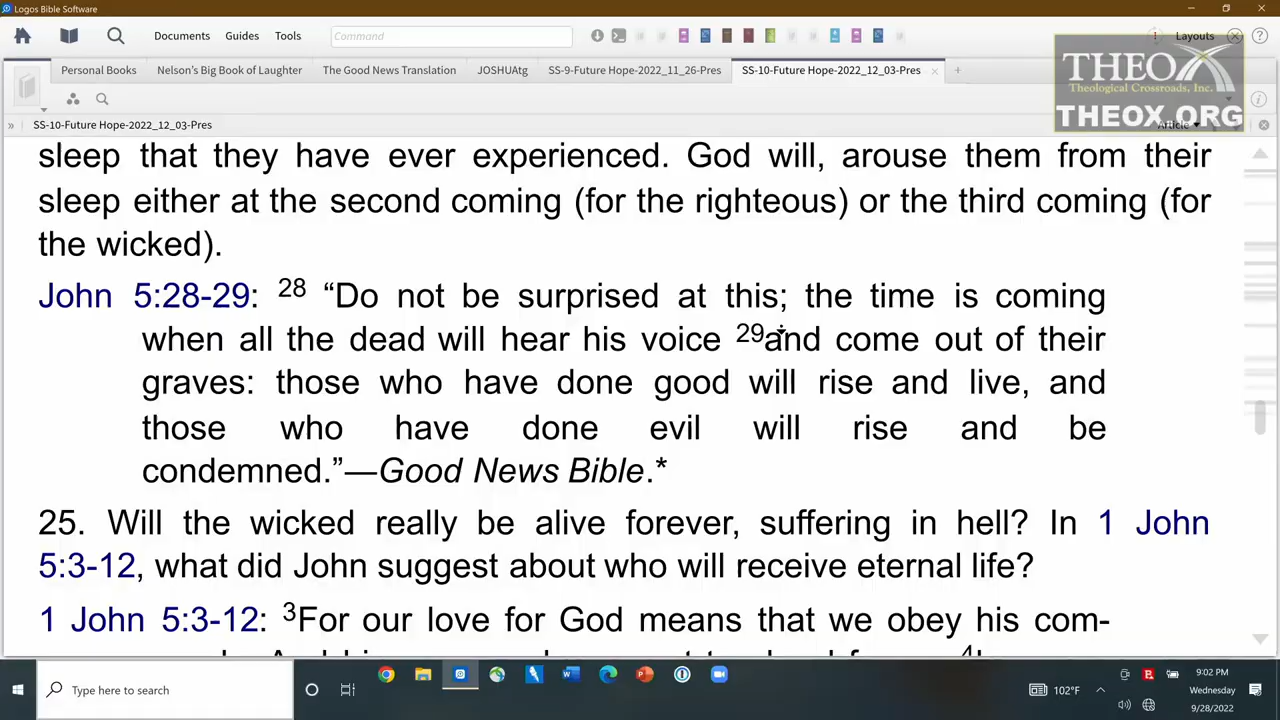 Logos Bible Software
Documents Guides Tools Command Layouts
Personal Books Nelson's Big Book of Laughter The Good News Translation JOSHUAtg SS-9-Future Hope-2022_11_26-Pres SS-10-Future Hope-2022_12_03-Pres
THEOX
Theological Crossroads, Inc.
THEOX.ORG
SS-10-Future Hope-2022_12_03-Pres Article
sleep that they have ever experienced. God will, arouse them from their
sleep either at the second coming (for the righteous) or the third coming (for
the wicked).
John 5:28-29: 28 “Do not be surprised at this; the time is coming
when all the dead will hear his voice 29and come out of their
graves: those who have done good will rise and live, and
those who have done evil will rise and be
condemned.”—Good News Bible.*
25. Will the wicked really be alive forever, suffering in hell? In 1 John
5:3-12, what did John suggest about who will receive eternal life?
1 John 5:3-12: 3For our love for God means that we obey his com-
Type here to search
102°F
9:02 PM
Wednesday
9/28/2022